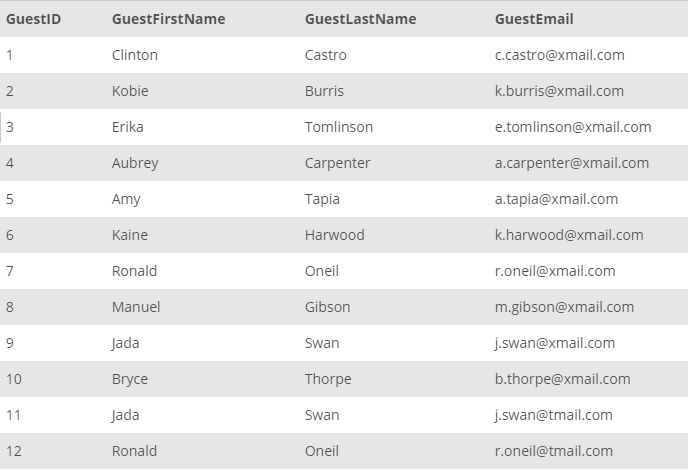 GuestID GuestFirstName GuestLastName GuestEmail
1 Clinton Castro c.castro@xmail.com
2 Kobie Burris k.burris@xmail.com
3 Erika Tomlinson e.tomlinson@xmail.com
4 Aubrey Carpenter a.carpenter@xmail.com
5 Amy Tapia a.tapia@xmail.com
6 Kaine Harwood k.harwood@xmail.com
7 Ronald Oneil r.oneil@xmail.com
8 Manuel Gibson m.gibson@xmail.com
9 Jada Swan j.swan@xmail.com
10 Bryce Thorpe b.thorpe@xmail.com
11 Jada Swan j.swan@tmail.com
12 Ronald Oneil r.oneil@tmail.com